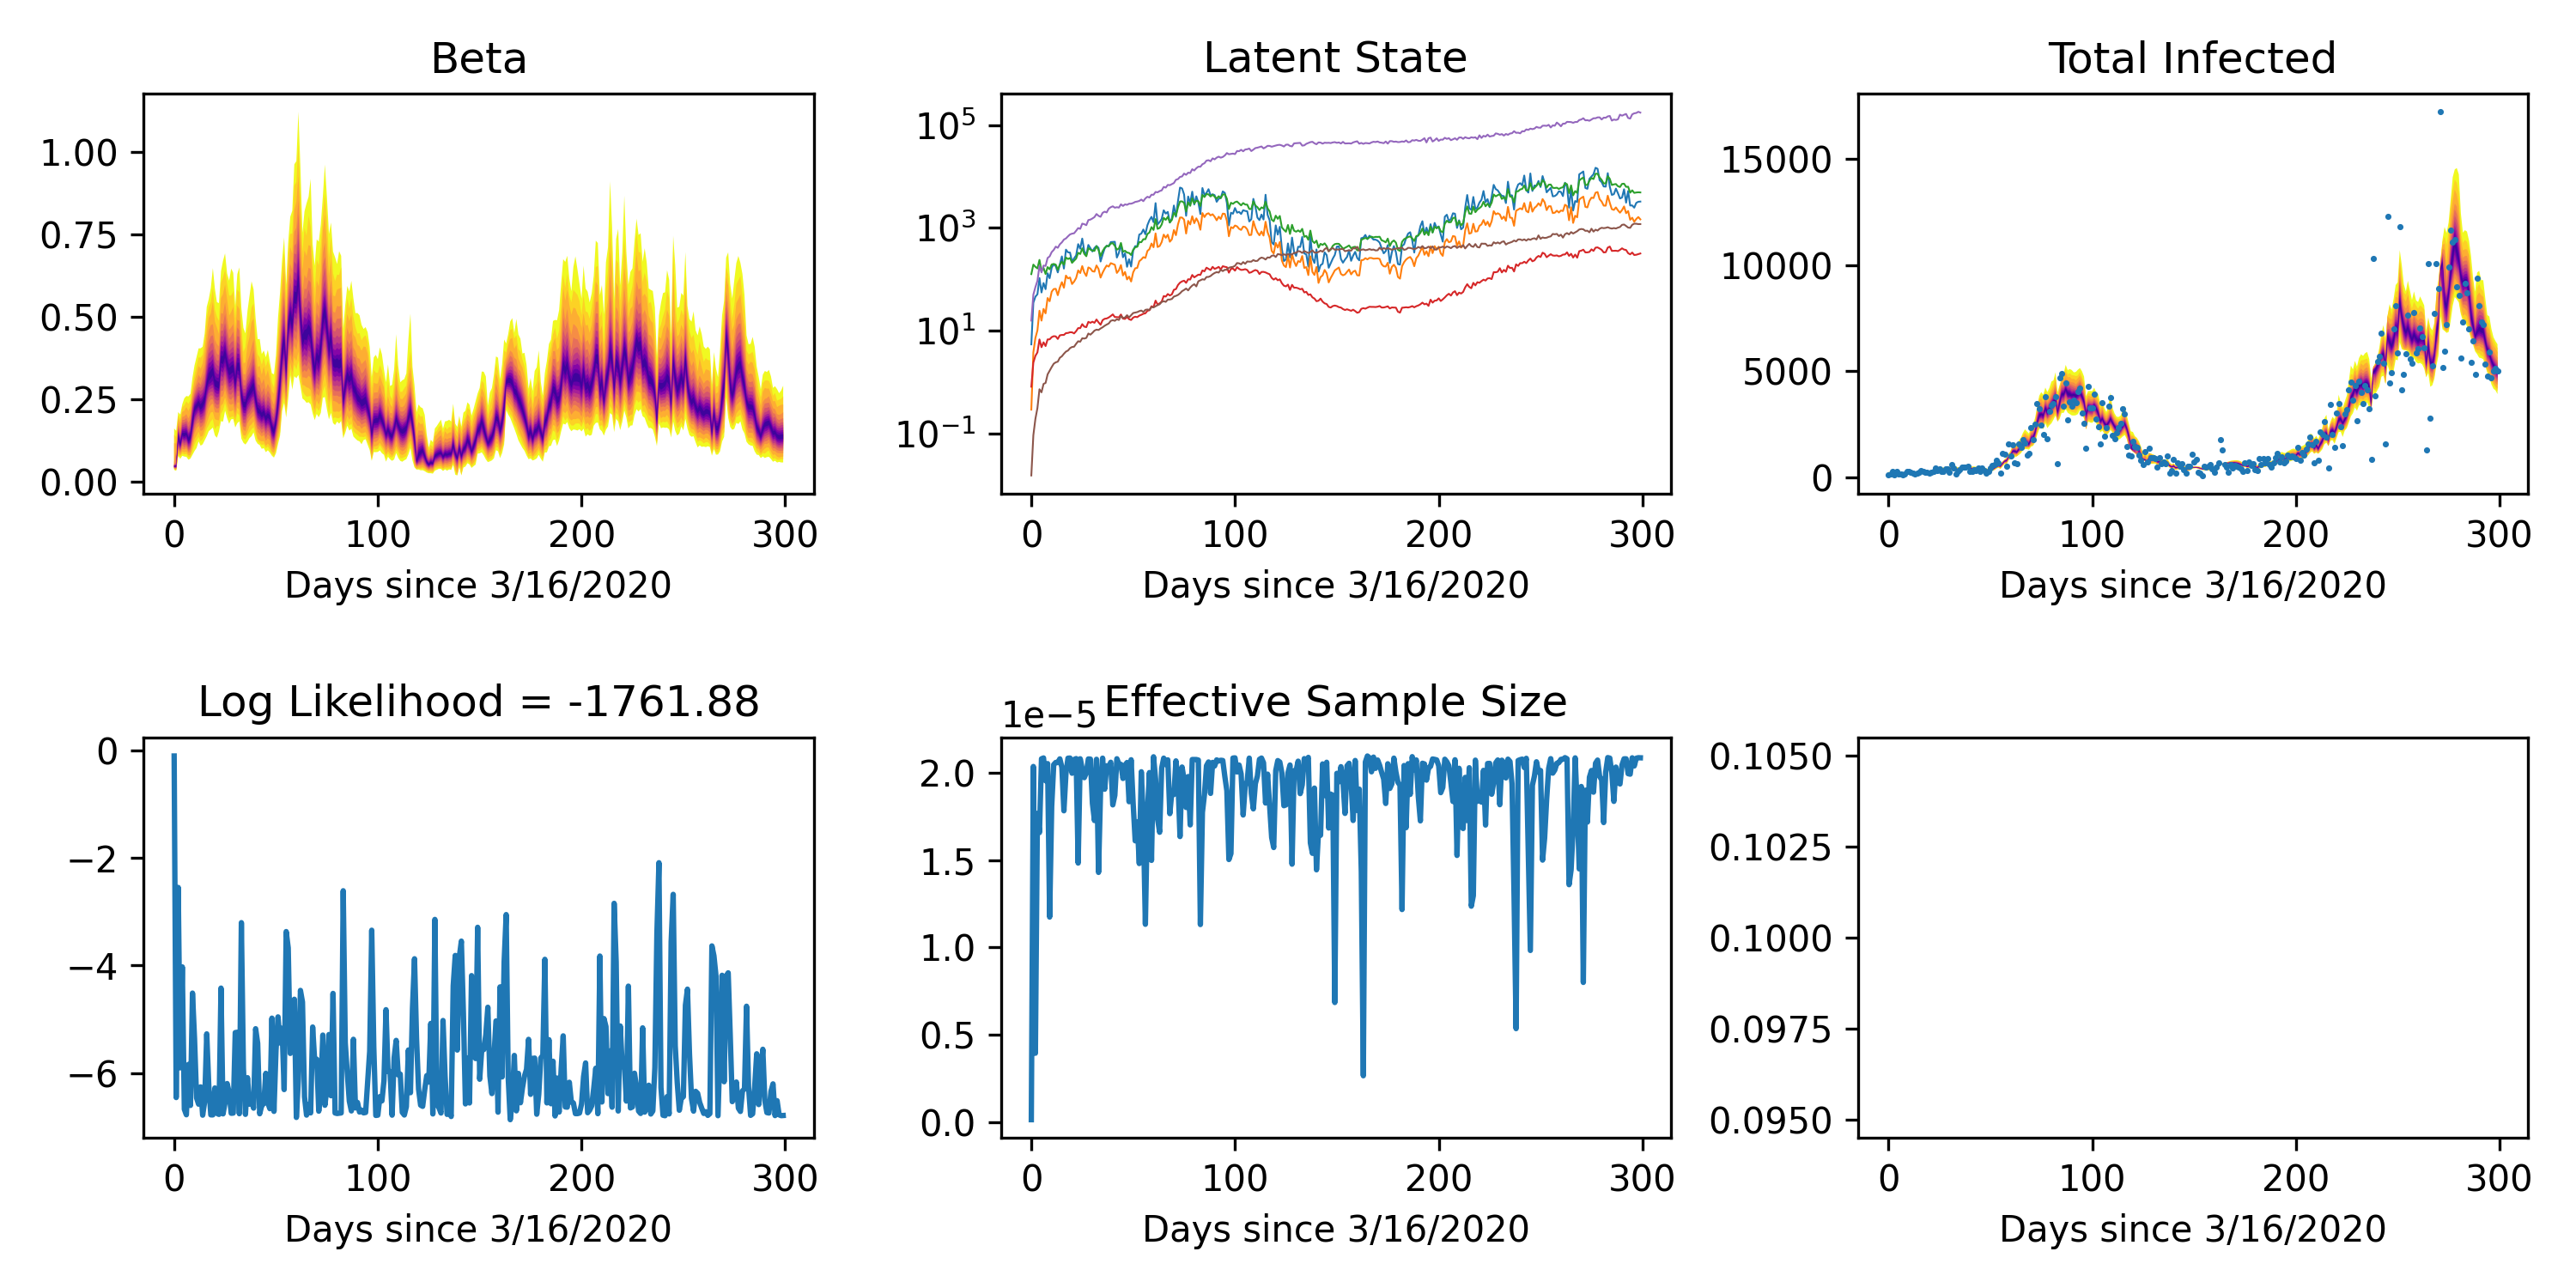 Beta
1.00
0.75
0.50
0.25
0.00
0 100 200 300
Days since 3/16/2020
Latent State
10⁵
10³
10¹
10⁻¹
0 100 200 300
Days since 3/16/2020
Total Infected
15000
10000
5000
0
0 100 200 300
Days since 3/16/2020
Log Likelihood = -1761.88
0
−2
−4
−6
0 100 200 300
Days since 3/16/2020
Effective Sample Size
1e−5
2.0
1.5
1.0
0.5
0.0
0 100 200 300
Days since 3/16/2020
0.1050
0.1025
0.1000
0.0975
0.0950
0 100 200 300
Days since 3/16/2020